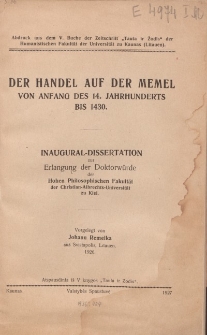 E 4974
Abdruck aus dem V. Buche der Zeitschrift „Tauta ir Žodis" der
Humanistischen Fakultät der Universität zu Kaunas (Litauen).
DER HANDEL AUF DER MEMEL
VON ANFANG DES 14. JAHRHUNDERTS
BIS 1430.
INAUGURAL-DISSERTATION
zur
Erlangung der Doktorwürde
der
Hohen Philosophischen Fakultät
der Christian-Albrechts-Universität
zu Kiel.
Vorgelegt von
Johann Remeika
aus Litauen,
1926.
Atspausdinta iš V knygos „Tauta ir Žodis"
Kaunas Valstybės Spaustuvė 1927